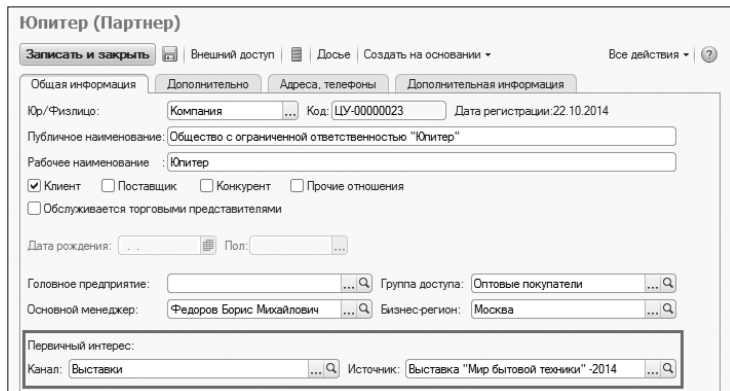 Юпитер (Партнер)
Записать и закрыть Внешний доступ Досье Создать на основании Все действия ?
Общая информация Дополнительно Адреса, телефоны Дополнительная информация
Юр/Физлицо: Компания ... Код: ЦУ-00000023 Дата регистрации:22.10.2014
Публичное наименование: Общество с ограниченной ответственностью "Юпитер"
Рабочее наименование : Юпитер
Клиент Поставщик Конкурент Прочие отношения
Обслуживается торговыми представителями
Дата рождения: . . Пол: ...
Головное предприятие: ... Группа доступа: Оптовые покупатели ...
Основной менеджер: Федоров Борис Михайлович ... Бизнес-регион: Москва ...
Первичный интерес:
Канал: Выставки ... Источник: Выставка "Мир бытовой техники" -2014 ...